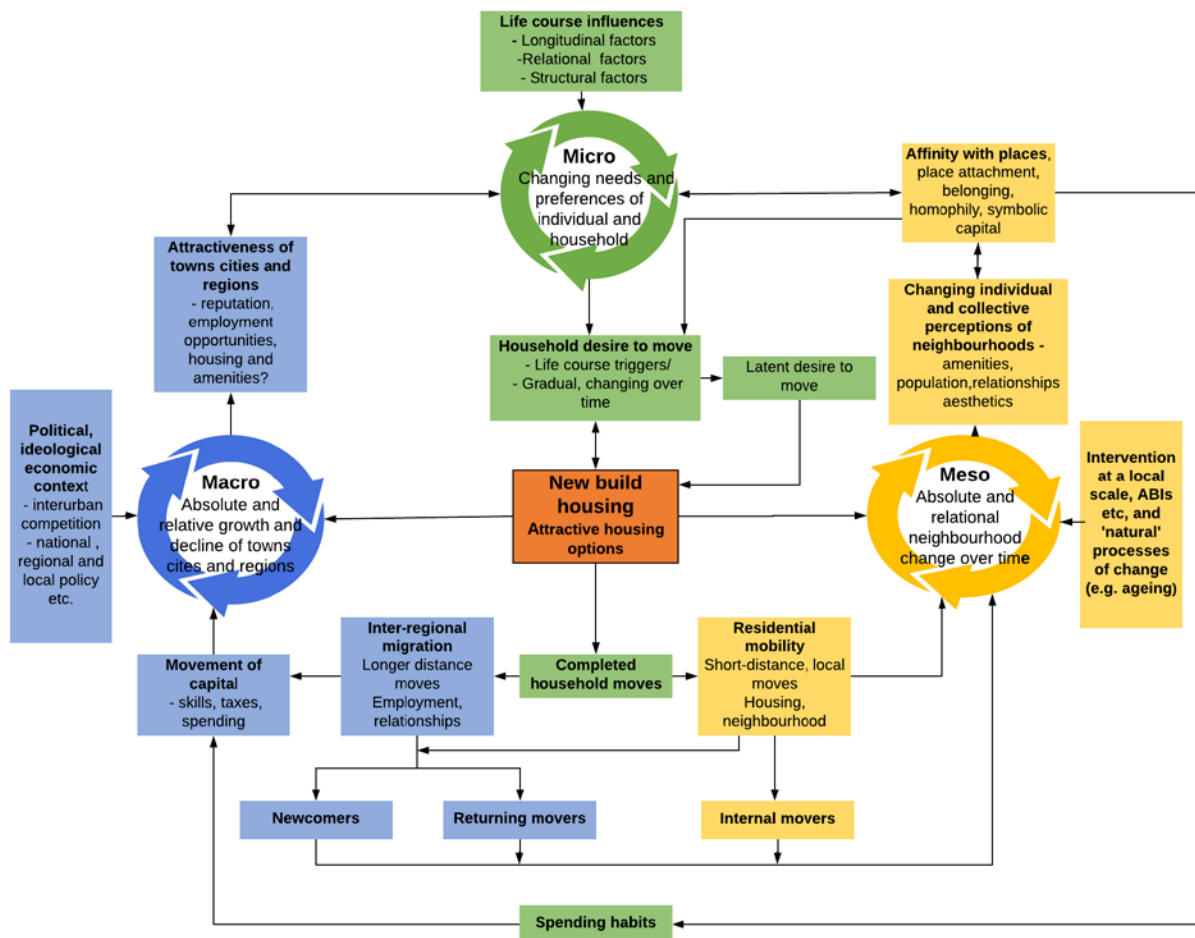 Life course influences
- Longitudinal factors
-Relational factors
- Structural factors
Micro
Changing needs and
preferences of
individual and
household
Affinity with places,
place attachment,
belonging,
homophily, symbolic
capital
Attractiveness of
towns cities and
regions
- reputation,
employment
opportunities,
housing and
amenities?
Changing individual
and collective
perceptions of
neighbourhoods -
amenities,
population,relationships
aesthetics
Household desire to move
- Life course triggers/
- Gradual, changing over
time
Latent desire to
move
Political,
ideological
economic
context
- interurban
competition
- national ,
regional and
local policy
etc.
Macro
Absolute and
relative growth and
decline of towns
cites and regions
New build
housing
Attractive housing
options
Meso
Absolute and
relational
neighbourhood
change over time
Intervention
at a local
scale, ABIs
etc, and
'natural'
processes
of change
(e.g. ageing)
Movement of
capital
- skills, taxes,
spending
Inter-regional
migration
Longer distance
moves
Employment,
relationships
Completed
household moves
Residential
mobility
Short-distance, local
moves
Housing,
neighbourhood
Newcomers
Returning movers
Internal movers
Spending habits